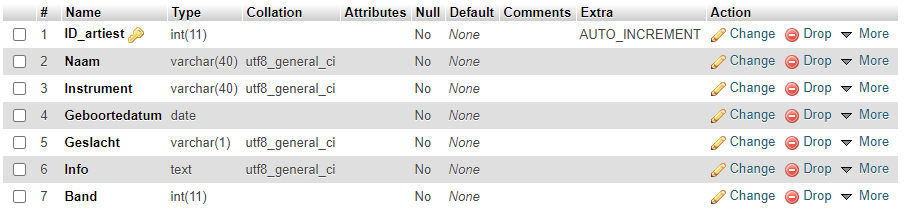 # Name Type Collation Attributes Null Default Comments Extra Action
1 ID_artiest int(11) No None AUTO_INCREMENT Change Drop More
2 Naam varchar(40) utf8_general_ci No None Change Drop More
3 Instrument varchar(40) utf8_general_ci No None Change Drop More
4 Geboortedatum date No None Change Drop More
5 Geslacht varchar(1) utf8_general_ci No None Change Drop More
6 Info text utf8_general_ci No None Change Drop More
7 Band int(11) No None Change Drop More